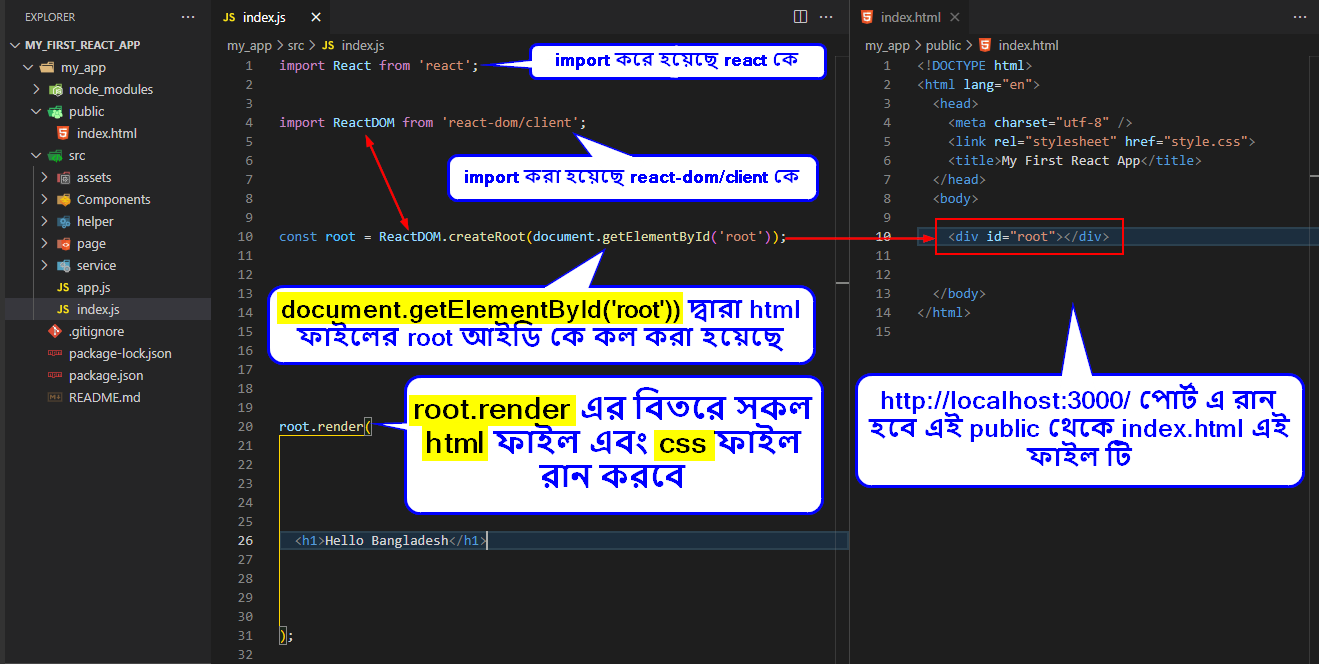 EXPLORER
MY_FIRST_REACT_APP
my_app
node_modules
public
index.html
src
assets
Components
helper
page
service
app.js
index.js
.gitignore
package-lock.json
package.json
README.md
JS index.js
my_app > src > JS index.js
1 import React from 'react';
2
3
4 import ReactDOM from 'react-dom/client';
5
6
7
8
9
10 const root = ReactDOM.createRoot(document.getElementById('root'));
11
12
13
14
15
16
17
18
19
20 root.render(
21
22
23
24
25
26 <h1>Hello Bangladesh</h1>
27
28
29
30
31 );
32
import করে হয়েছে react কে
import করা হয়েছে react-dom/client কে
document.getElementById('root')) দ্বারা html
ফাইলের root আইডি কে কল করা হয়েছে
root.render এর বিতরে সকল
html ফাইল এবং css ফাইল
রান করবে
index.html
my_app > public > index.html
1 <!DOCTYPE html>
2 <html lang="en">
3 <head>
4 <meta charset="utf-8" />
5 <link rel="stylesheet" href="style.css">
6 <title>My First React App</title>
7 </head>
8 <body>
9
10 <div id="root"></div>
11
12
13 </body>
14 </html>
15
http://localhost:3000/ পোর্ট এ রান
হবে এই public থেকে index.html এই
ফাইল টি